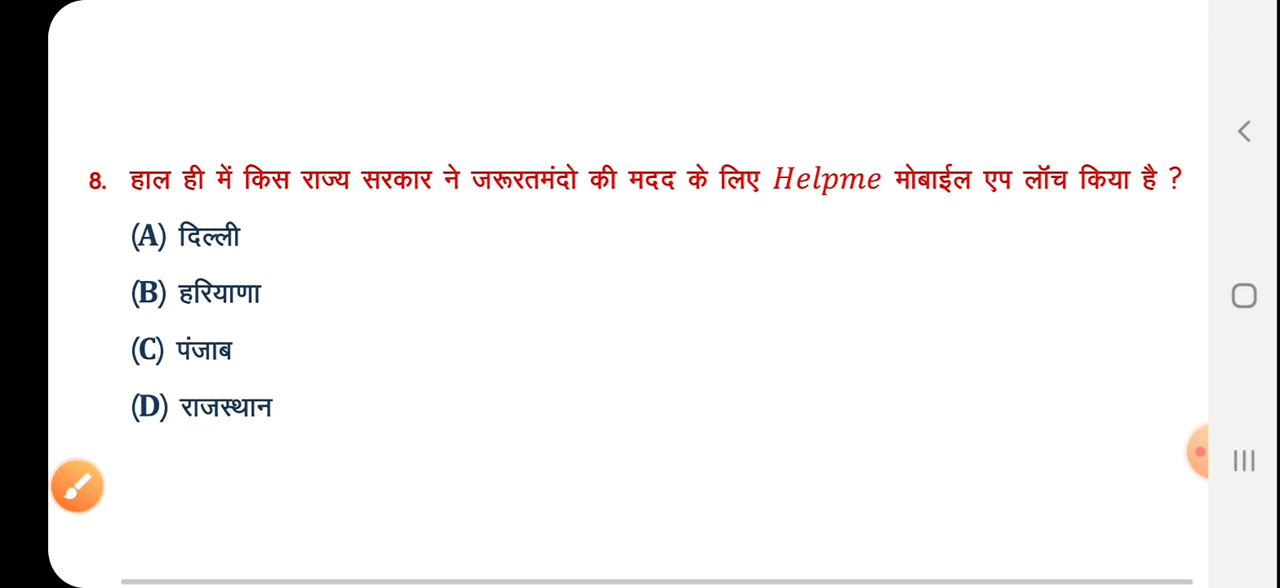 8. हाल ही में किस राज्य सरकार ने जरूरतमंदो की मदद के लिए Helpme मोबाईल एप लॉच किया है ?
(A) दिल्ली
(B) हरियाणा
(C) पंजाब
(D) राजस्थान